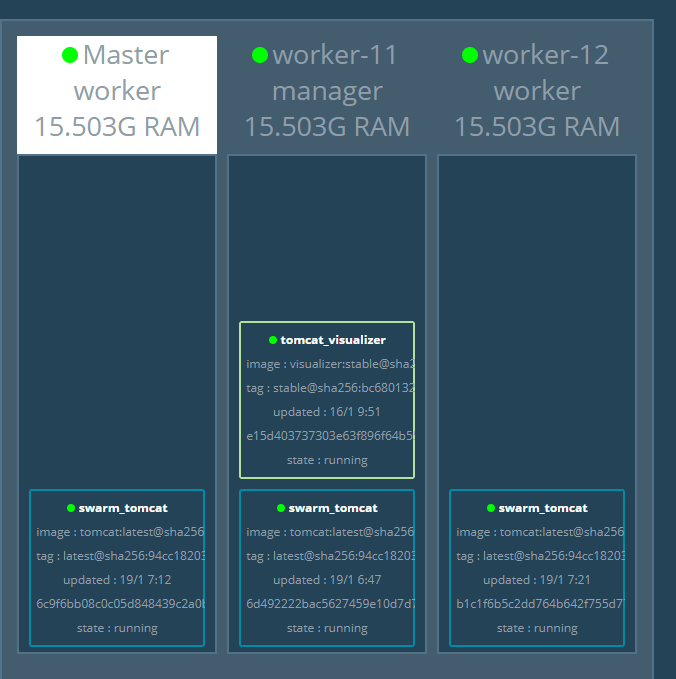 Master
worker
15.503G RAM
worker-11
manager
15.503G RAM
worker-12
worker
15.503G RAM
tomcat_visualizer
image : visualizer:stable@sha2
tag : stable@sha256:bc680132
updated : 16/1 9:51
e15d403737303e63f896f64b5
state : running
swarm_tomcat
image : tomcat:latest@sha256
tag : latest@sha256:94cc18203
updated : 19/1 7:12
6c9f6bb08c0c05d848439c2a0
state : running
swarm_tomcat
image : tomcat:latest@sha256
tag : latest@sha256:94cc18203
updated : 19/1 6:47
6d492222bac5627459e10d7d7
state : running
swarm_tomcat
image : tomcat:latest@sha256
tag : latest@sha256:94cc18203
updated : 19/1 7:21
b1c1f6b5c2dd764b642f755d7
state : running